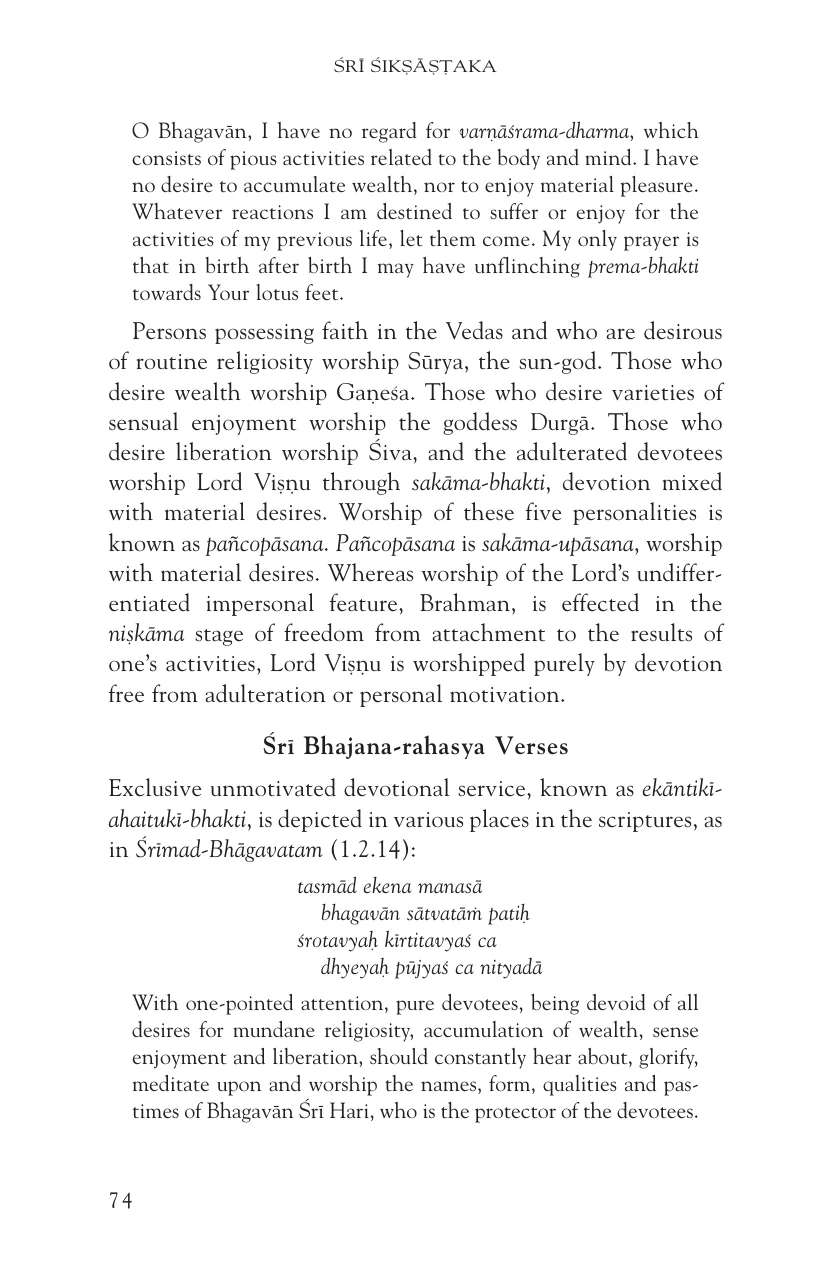 ŚRĪ ŚIKṢĀṢṬAKA
O Bhagavān, I have no regard for varṇāśrama-dharma, which
consists of pious activities related to the body and mind. I have
no desire to accumulate wealth, nor to enjoy material pleasure.
Whatever reactions I am destined to suffer or enjoy for the
activities of my previous life, let them come. My only prayer is
that in birth after birth I may have unflinching prema-bhakti
towards Your lotus feet.
Persons possessing faith in the Vedas and who are desirous
of routine religiosity worship Sūrya, the sun-god. Those who
desire wealth worship Gaṇeśa. Those who desire varieties of
sensual enjoyment worship the goddess Durgā. Those who
desire liberation worship Śiva, and the adulterated devotees
worship Lord Viṣṇu through sakāma-bhakti, devotion mixed
with material desires. Worship of these five personalities is
known as pañcopāsana. Pañcopāsana is sakāma-upāsana, worship
with material desires. Whereas worship of the Lord’s undiffer-
entiated impersonal feature, Brahman, is effected in the
niṣkāma stage of freedom from attachment to the results of
one’s activities, Lord Viṣṇu is worshipped purely by devotion
free from adulteration or personal motivation.
Śrī Bhajana-rahasya Verses
Exclusive unmotivated devotional service, known as ekāntikī-
ahaitukī-bhakti, is depicted in various places in the scriptures, as
in Śrīmad-Bhāgavatam (1.2.14):
tasmād ekena manasā
bhagavān sātvatāṁ patiḥ
śrotavyaḥ kīrtitavyaś ca
dhyeyaḥ pūjyaś ca nityadā
With one-pointed attention, pure devotees, being devoid of all
desires for mundane religiosity, accumulation of wealth, sense
enjoyment and liberation, should constantly hear about, glorify,
meditate upon and worship the names, form, qualities and pas-
times of Bhagavān Śrī Hari, who is the protector of the devotees.
74